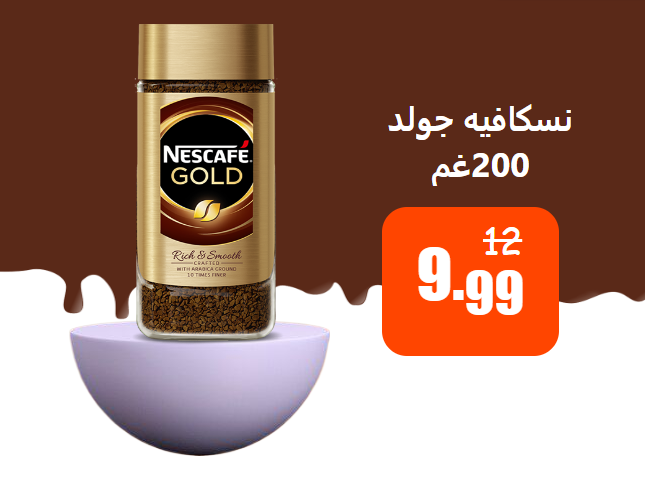 نسكافيه جولد
200غم
12
9.99
NESCAFÉ
GOLD
Rich & Smooth
CRAFTED
WITH ARABICA GROUND
10 TIMES FINER